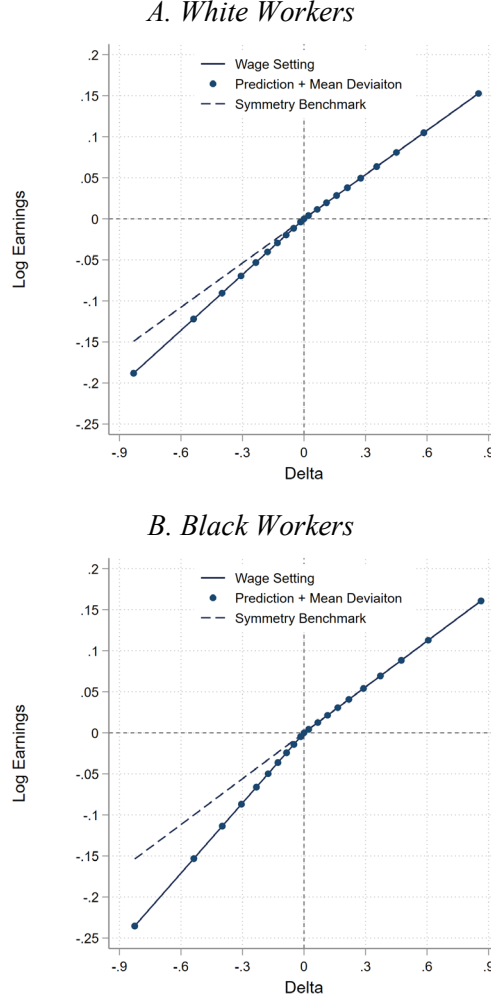 A. White Workers
.2
Wage Setting
Prediction + Mean Deviaiton
.15
Symmetry Benchmark
.1
.05
Log Earnings
0
-.05
-.1
-.15
-.2
-.25
-.9 -.6 -.3 0 .3 .6 .9
Delta
B. Black Workers
.2
Wage Setting
Prediction + Mean Deviaiton
.15
Symmetry Benchmark
.1
.05
Log Earnings
0
-.05
-.1
-.15
-.2
-.25
-.9 -.6 -.3 0 .3 .6 .9
Delta